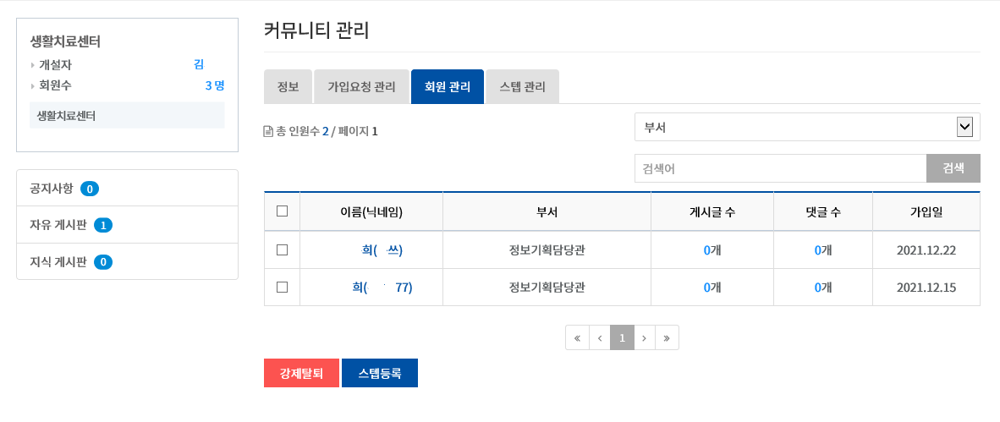 생활치료센터
개설자 김
회원수 3 명
생활치료센터
공지사항 0
자유 게시판 1
지식 게시판 0
커뮤니티 관리
정보 가입요청 관리 회원 관리 스텝 관리
총 인원수 2 / 페이지 1
부서
검색어 검색
이름(닉네임) 부서 게시글 수 댓글 수 가입일
희( 쓰) 정보기획담당관 0개 0개 2021.12.22
희( 77) 정보기획담당관 0개 0개 2021.12.15
« ‹ 1 › »
강제탈퇴 스텝등록